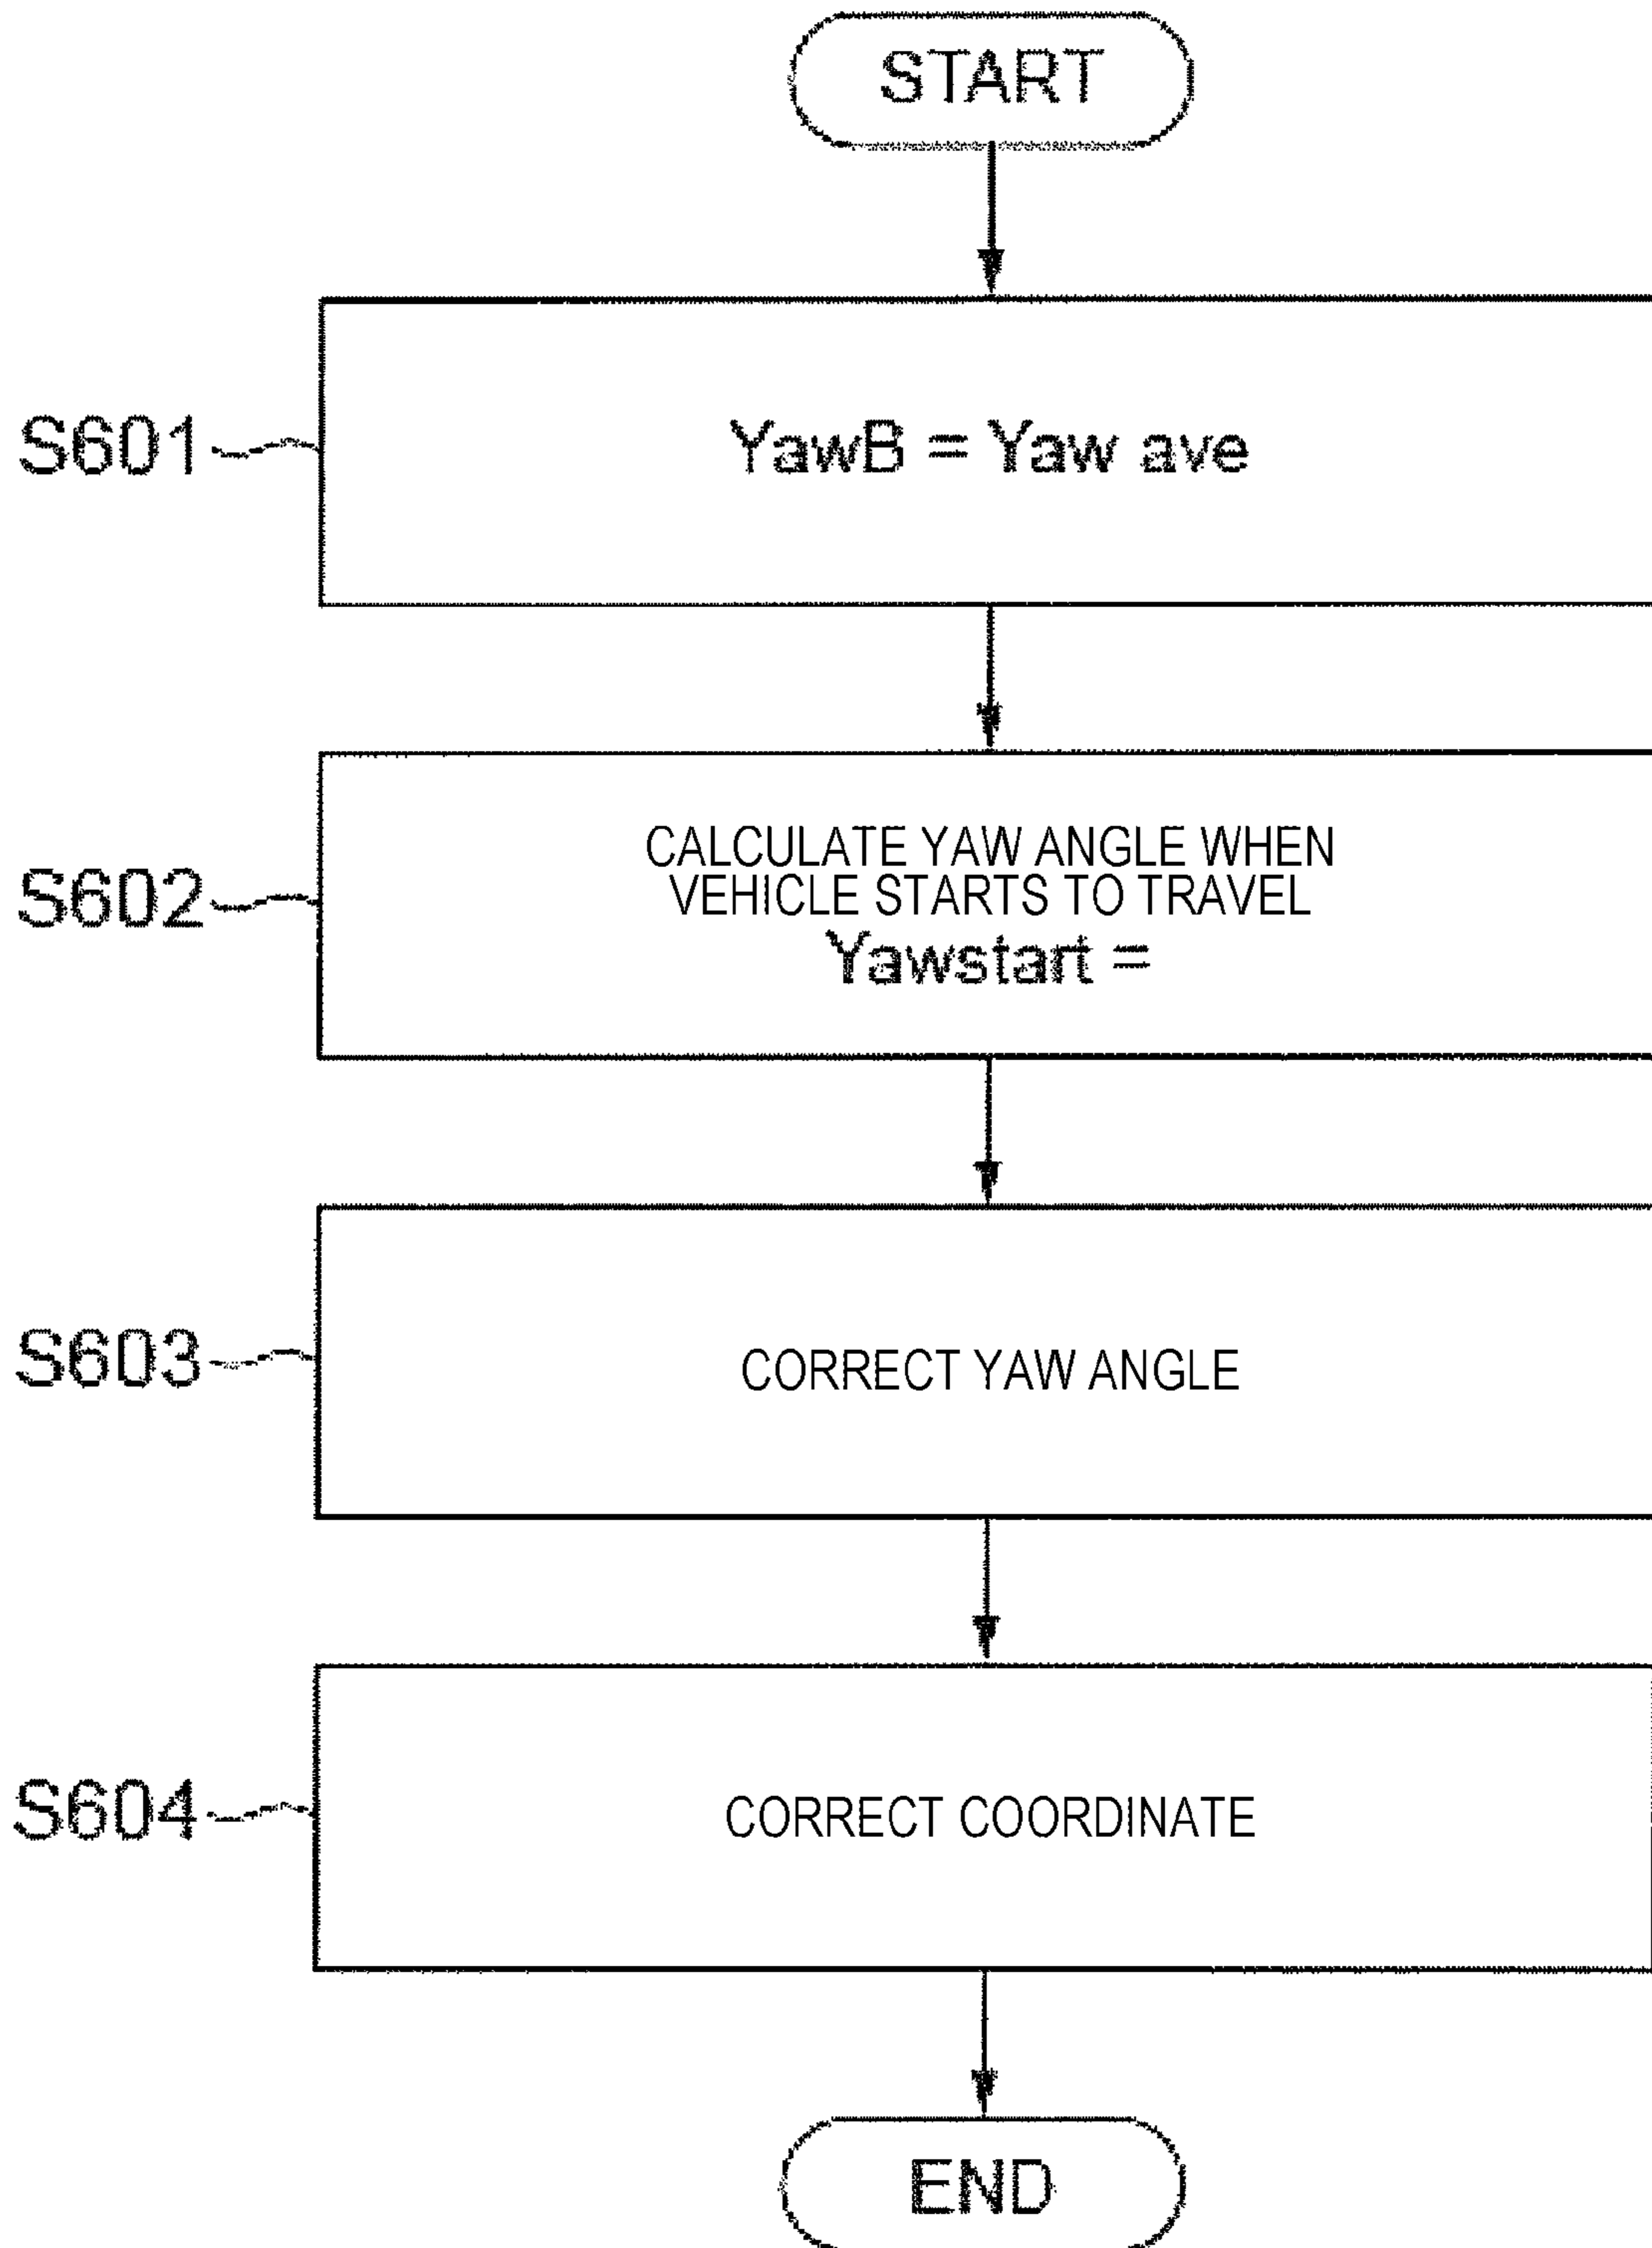 START
S601
YawB = Yaw ave
S602
CALCULATE YAW ANGLE WHEN
VEHICLE STARTS TO TRAVEL
Yawstart =
S603
CORRECT YAW ANGLE
S604
CORRECT COORDINATE
END